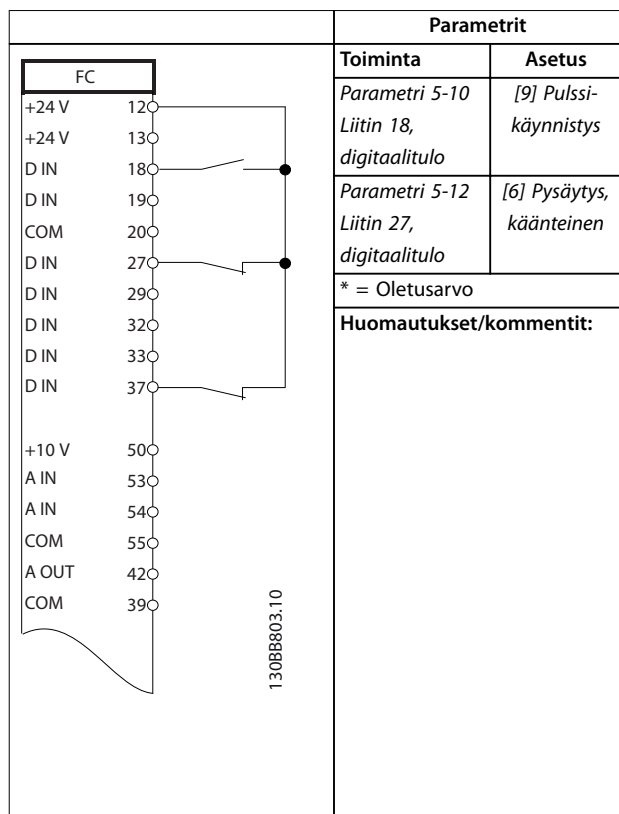 Parametrit
FC
Toiminta Asetus
+24 V 12
+24 V 13
D IN 18
D IN 19
COM 20
D IN 27
D IN 29
D IN 32
D IN 33
D IN 37
+10 V 50
A IN 53
A IN 54
COM 55
A OUT 42
COM 39
130BB803.10
Parametri 5-10 [9] Pulssi-
Liitin 18, käynnistys
digitaalitulo
Parametri 5-12 [6] Pysäytys,
Liitin 27, käänteinen
digitaalitulo
* = Oletusarvo
Huomautukset/kommentit: